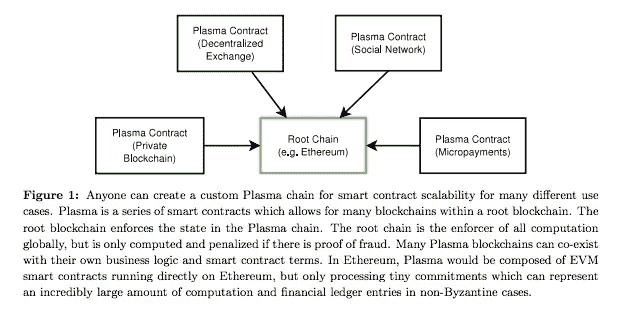 Plasma Contract
(Decentralized
Exchange)
Plasma Contract
(Social Network)
Plasma Contract
(Private
Blockchain)
Root Chain
(e.g. Ethereum)
Plasma Contract
(Micropayments)
Figure 1: Anyone can create a custom Plasma chain for smart contract scalability for many different use
cases. Plasma is a series of smart contracts which allows for many blockchains within a root blockchain. The
root blockchain enforces the state in the Plasma chain. The root chain is the enforcer of all computation
globally, but is only computed and penalized if there is proof of fraud. Many Plasma blockchains can co-exist
with their own business logic and smart contract terms. In Ethereum, Plasma would be composed of EVM
smart contracts running directly on Ethereum, but only processing tiny commitments which can represent
an incredibly large amount of computation and financial ledger entries in non-Byzantine cases.